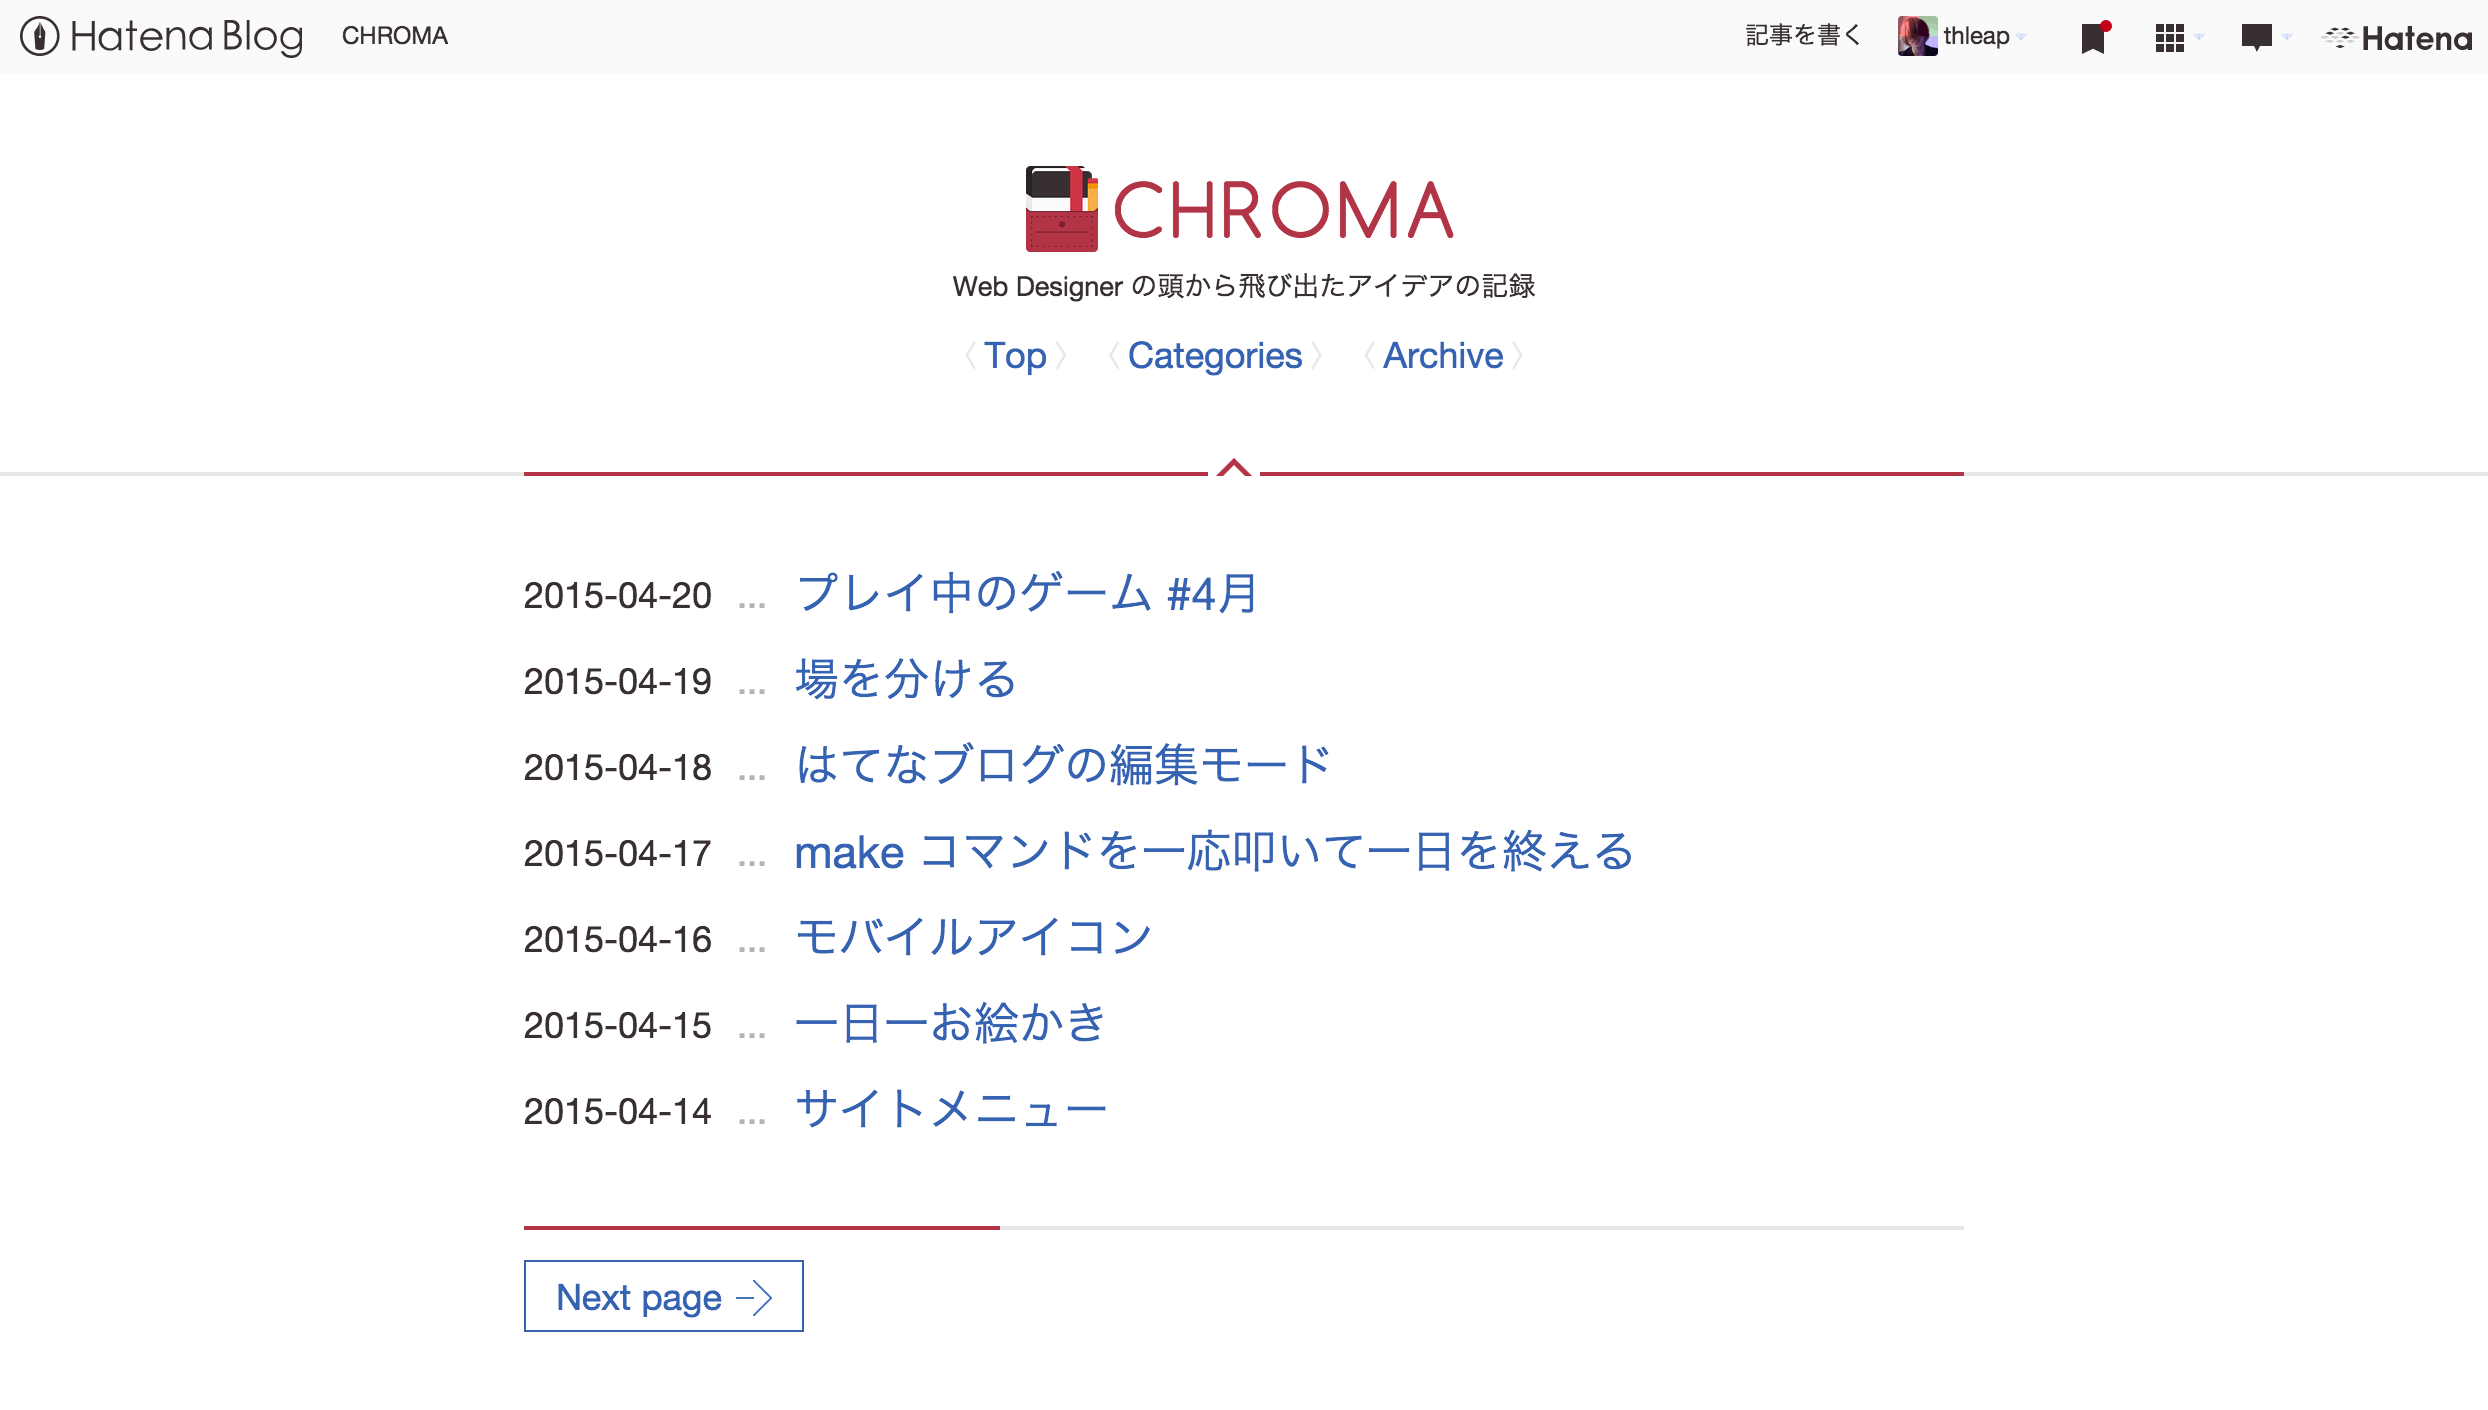 Hatena Blog CHROMA 記事を書く thleap Hatena
CHROMA
Web Designer の頭から飛び出たアイデアの記録
〈 Top 〉 〈 Categories 〉 〈 Archive 〉
2015-04-20 ... プレイ中のゲーム #4月
2015-04-19 ... 場を分ける
2015-04-18 ... はてなブログの編集モード
2015-04-17 ... make コマンドを一応叩いて一日を終える
2015-04-16 ... モバイルアイコン
2015-04-15 ... 一日一お絵かき
2015-04-14 ... サイトメニュー
Next page